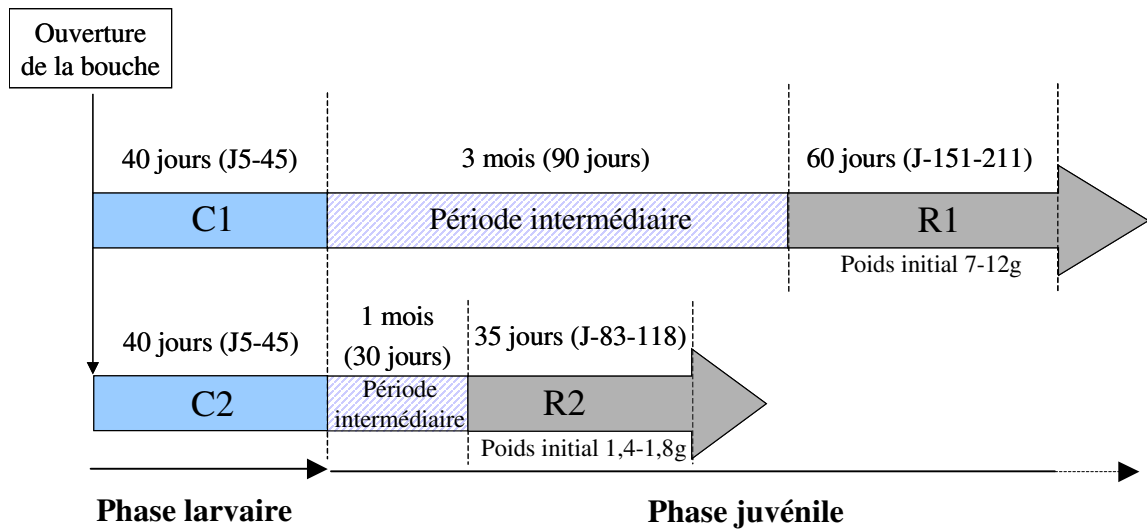 Ouverture
de la bouche
40 jours (J5-45)
3 mois (90 jours)
60 jours (J-151-211)
C1
Période intermédiaire
R1
Poids initial 7-12g
40 jours (J5-45)
1 mois
(30 jours)
35 jours (J-83-118)
C2
Période
intermédiaire
R2
Poids initial 1,4-1,8g
Phase larvaire
Phase juvénile